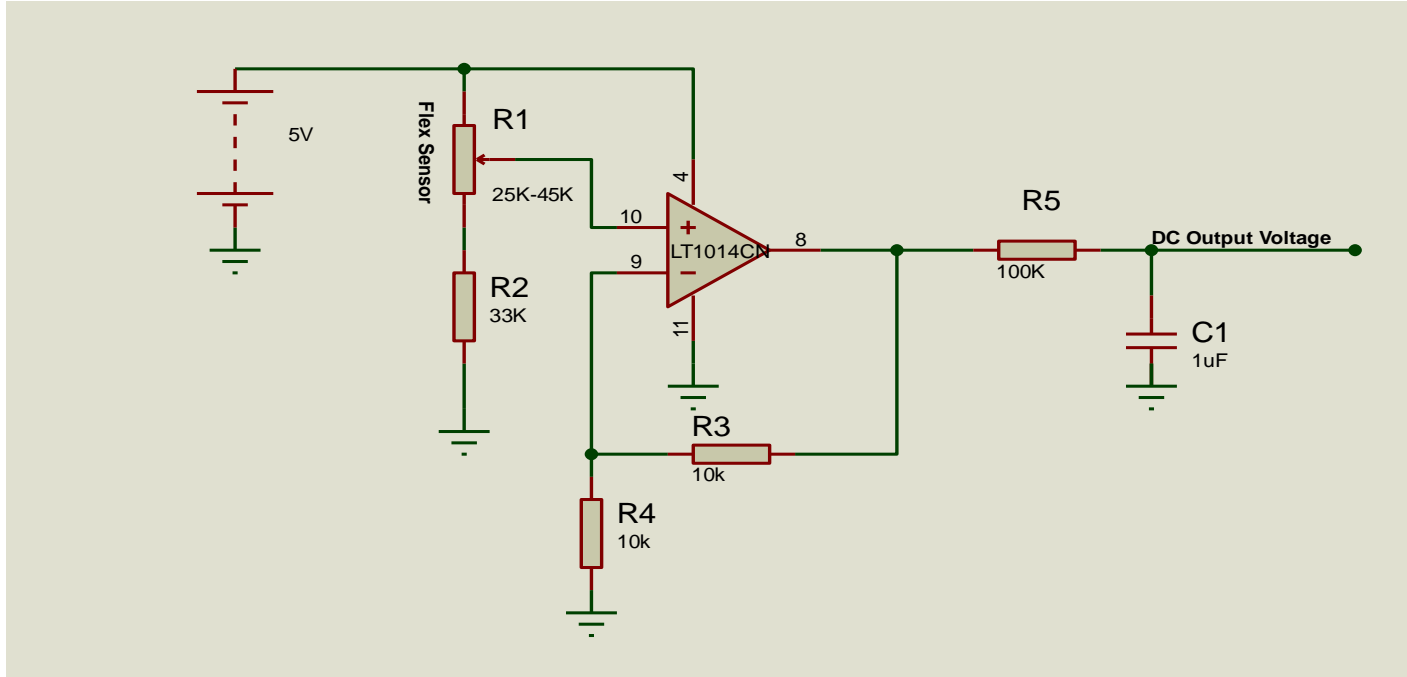 5V
Flex Sensor
R1
25K-45K
R2
33K
4
10
9
LT1014CN
8
11
R3
10k
R4
10k
R5
100K
DC Output Voltage
C1
1uF